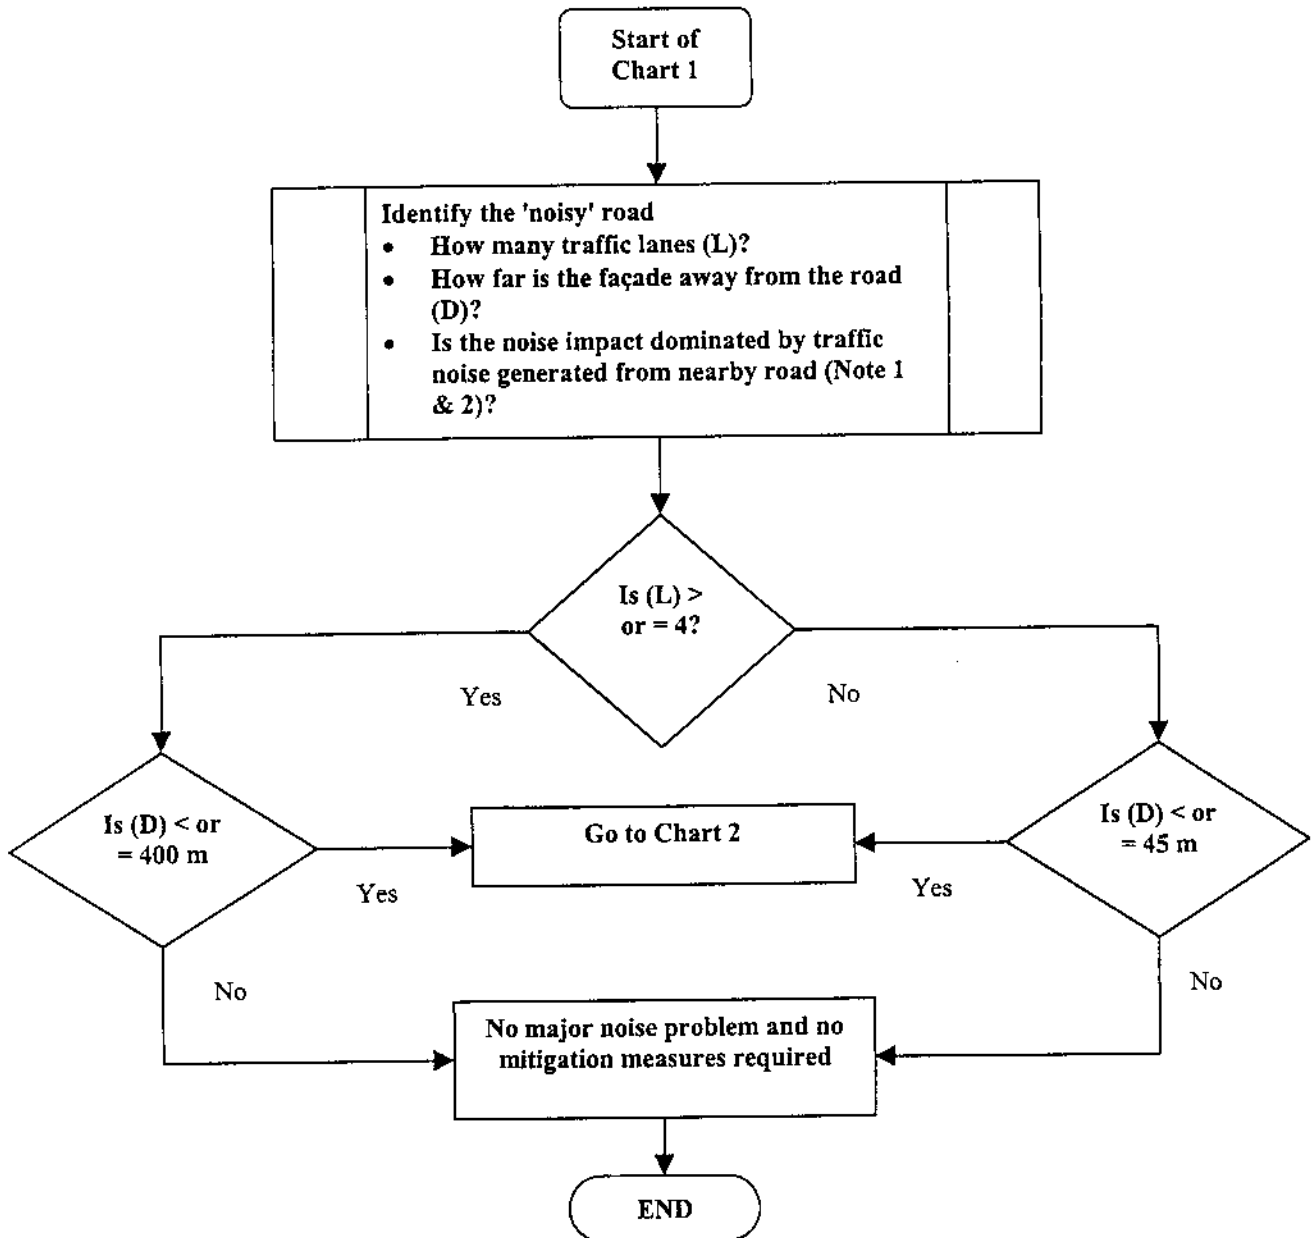 Start of
Chart 1
Identify the 'noisy' road
• How many traffic lanes (L)?
• How far is the façade away from the road
(D)?
• Is the noise impact dominated by traffic
noise generated from nearby road (Note 1
& 2)?
Is (L) >
or = 4?
Yes
No
Is (D) < or
= 400 m
Go to Chart 2
Is (D) < or
= 45 m
Yes
Yes
No
No
No major noise problem and no
mitigation measures required
END